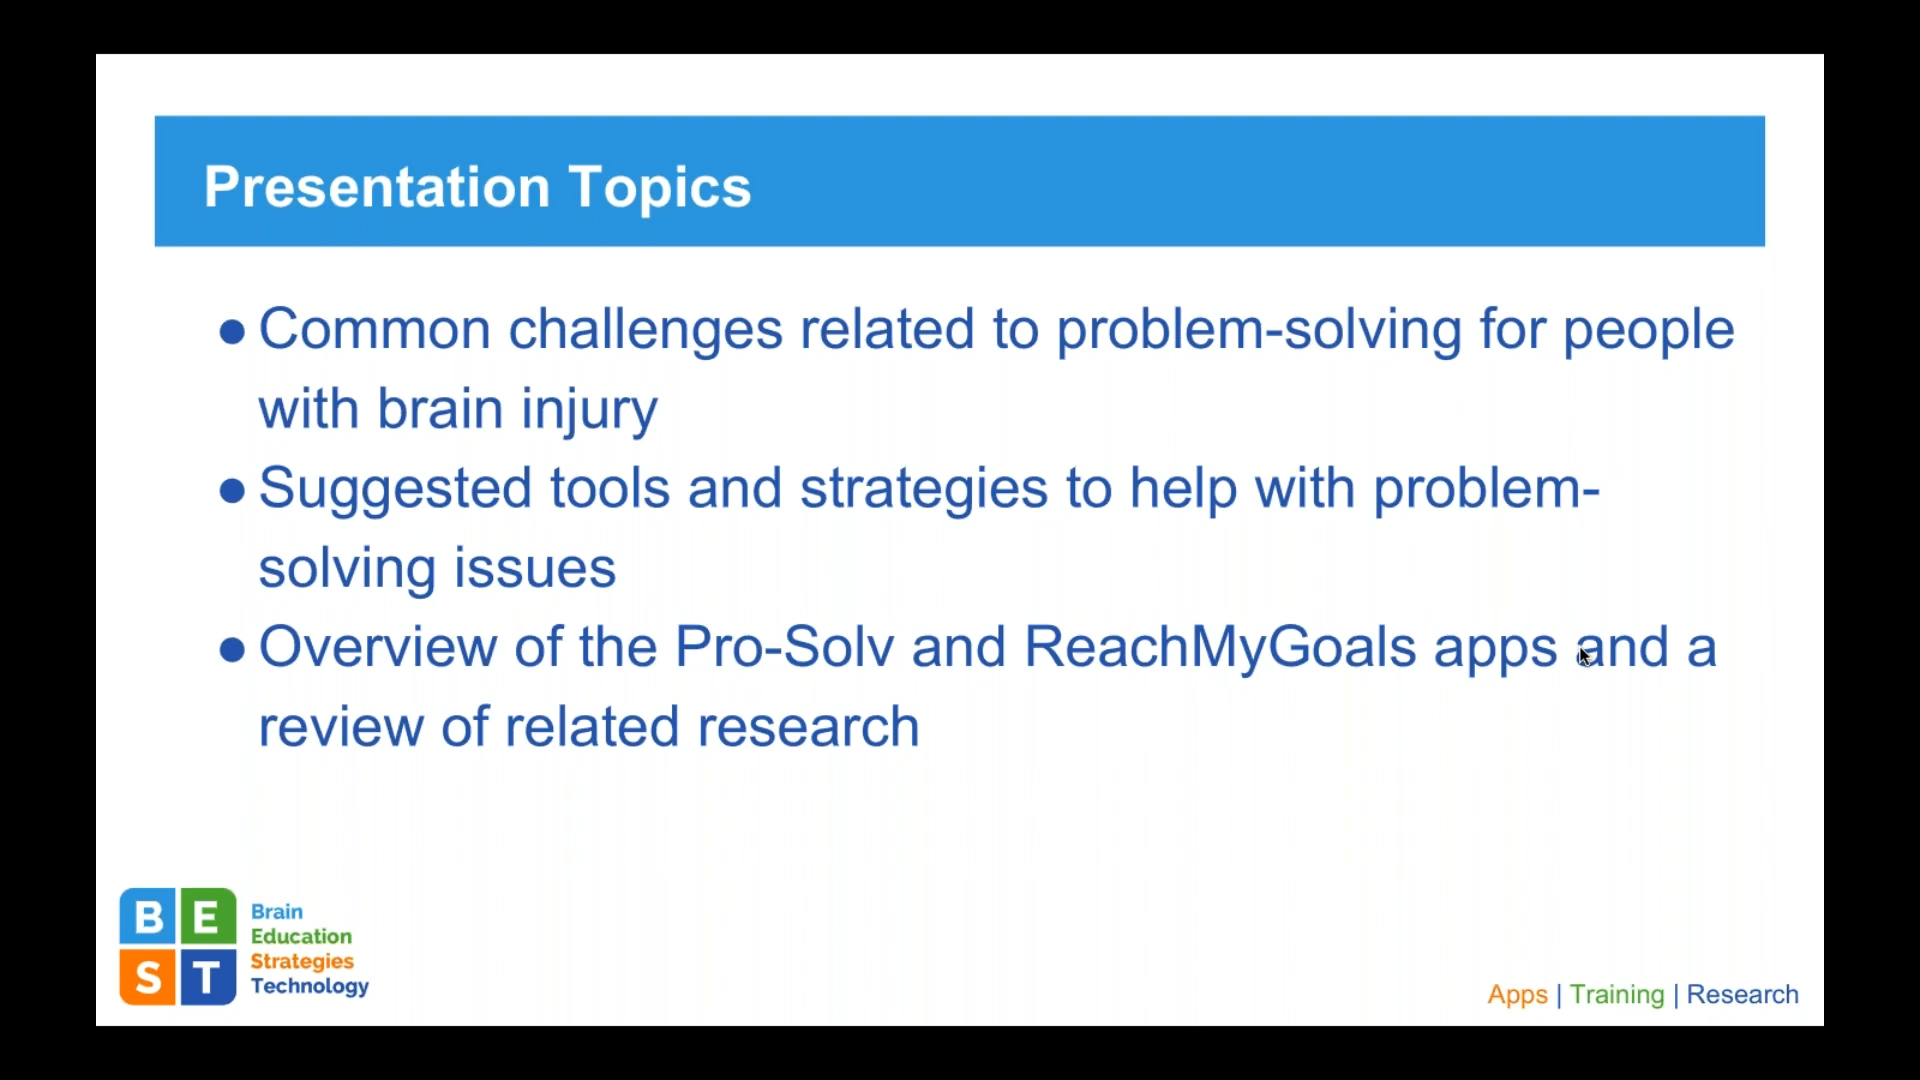 Presentation Topics
● Common challenges related to problem-solving for people
with brain injury
● Suggested tools and strategies to help with problem-
solving issues
● Overview of the Pro-Solv and ReachMyGoals apps and a
review of related research
B E
S T
Brain
Education
Strategies
Technology
Apps | Training | Research